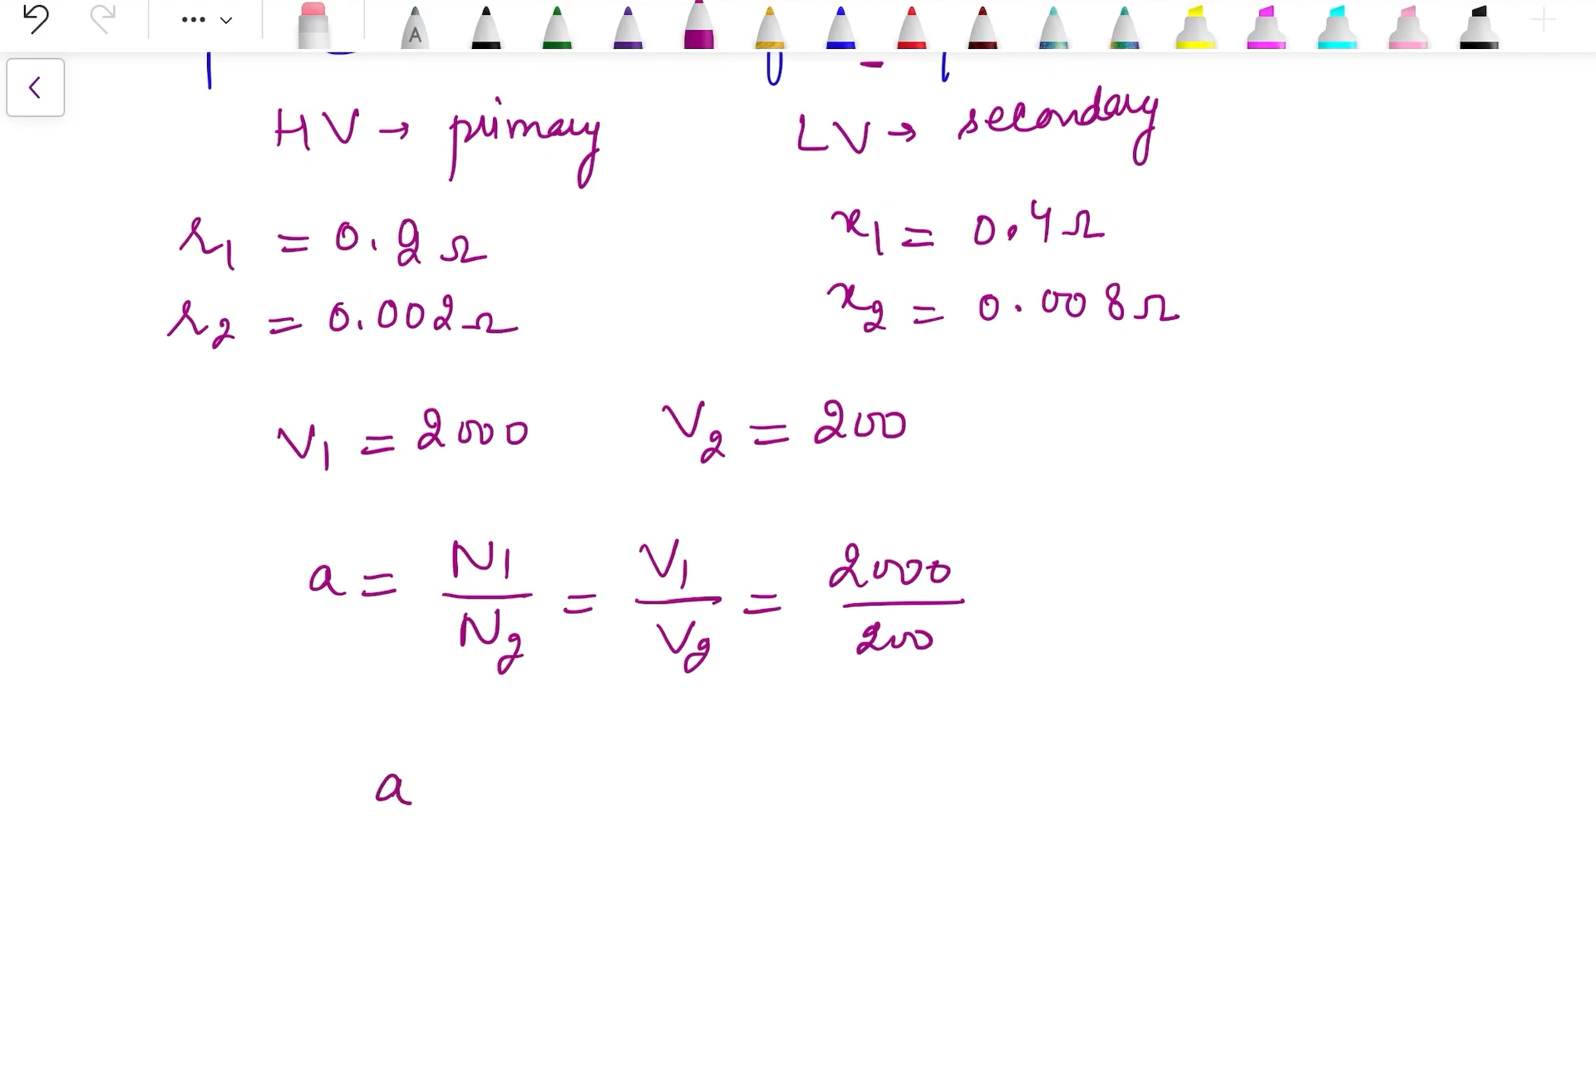 A
HV → primary LV → secondary
r1 = 0.2 Ω x1 = 0.4 Ω
r2 = 0.002 Ω x2 = 0.008 Ω
V1 = 2000 V2 = 200
a = N1/N2 = V1/V2 = 2000/200
a